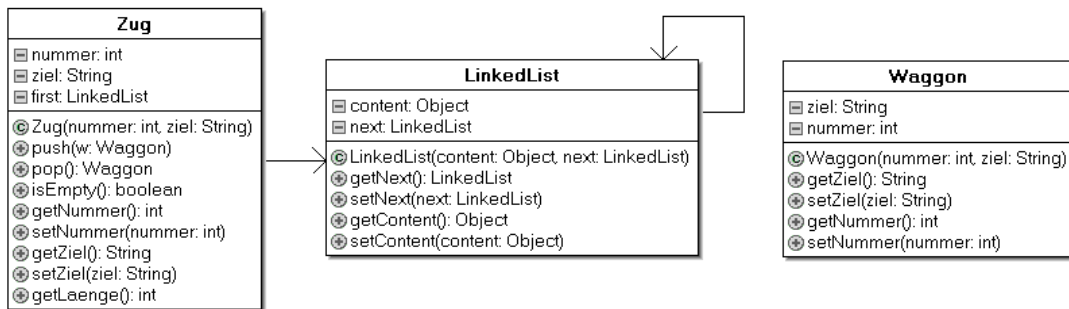 Zug
nummer: int
ziel: String
first: LinkedList
Zug(nummer: int, ziel: String)
push(w: Waggon)
pop(): Waggon
isEmpty(): boolean
getNummer(): int
setNummer(nummer: int)
getZiel(): String
setZiel(ziel: String)
getLaenge(): int
LinkedList
content: Object
next: LinkedList
LinkedList(content: Object, next: LinkedList)
getNext(): LinkedList
setNext(next: LinkedList)
getContent(): Object
setContent(content: Object)
Waggon
ziel: String
nummer: int
Waggon(nummer: int, ziel: String)
getZiel(): String
setZiel(ziel: String)
getNummer(): int
setNummer(nummer: int)